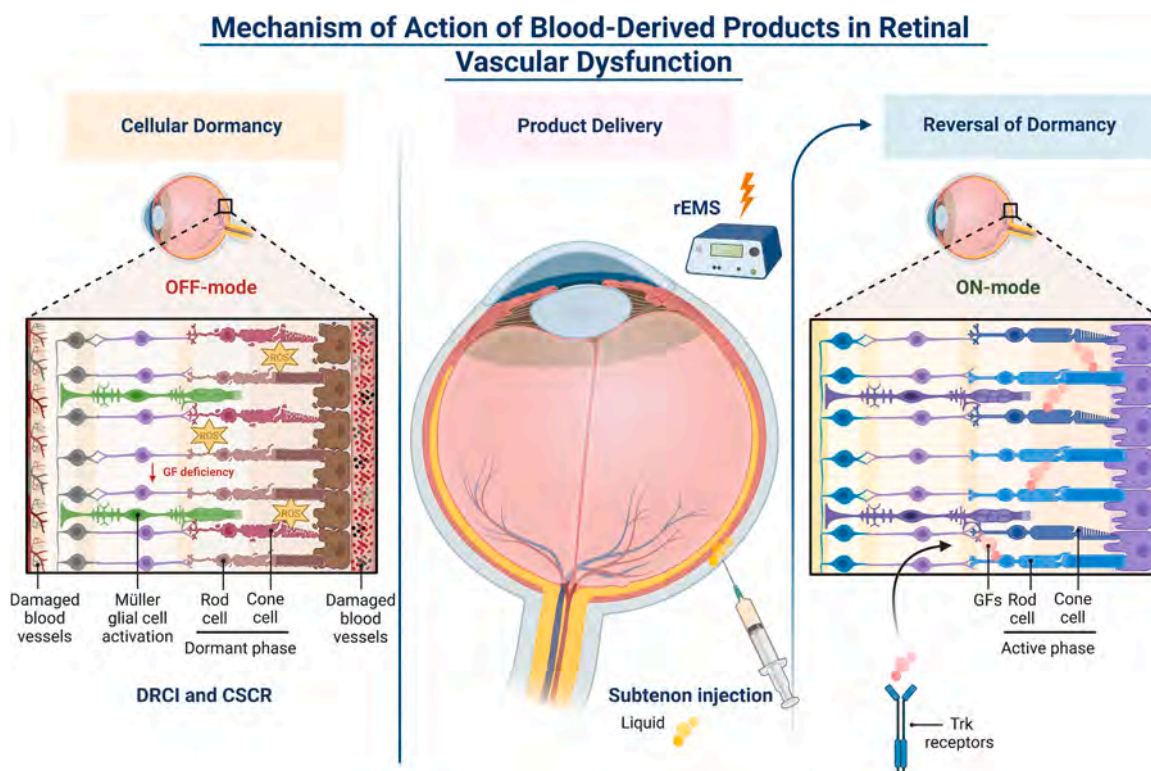 Mechanism of Action of Blood-Derived Products in Retinal
Vascular Dysfunction
Cellular Dormancy
OFF-mode
ROS
ROS
GF deficiency
ROS
Damaged
blood
vessels
Müller
glial cell
activation
Rod
cell
Cone
cell
Dormant phase
Damaged
blood
vessels
DRCI and CSCR
Product Delivery
rEMS
Subtenon injection
Liquid
Reversal of Dormancy
ON-mode
GFs
Rod
cell
Cone
cell
Active phase
Trk
receptors